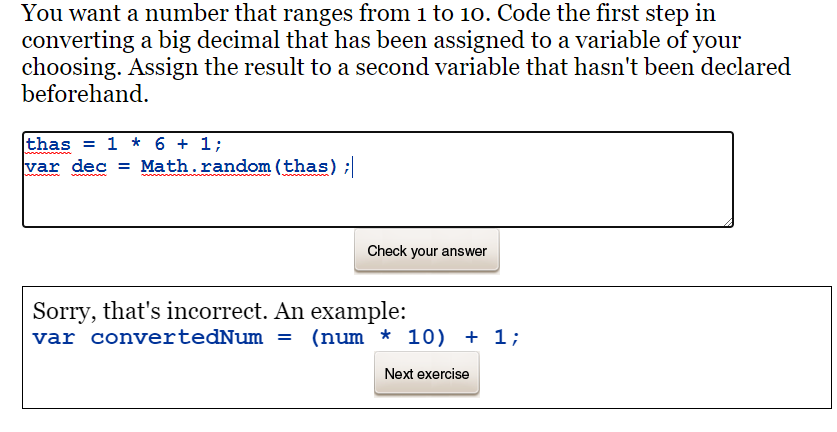 You want a number that ranges from 1 to 10. Code the first step in
converting a big decimal that has been assigned to a variable of your
choosing. Assign the result to a second variable that hasn't been declared
beforehand.
thas = 1 * 6 + 1;
var dec = Math.random(thas);
Check your answer
Sorry, that's incorrect. An example:
var convertedNum = (num * 10) + 1;
Next exercise